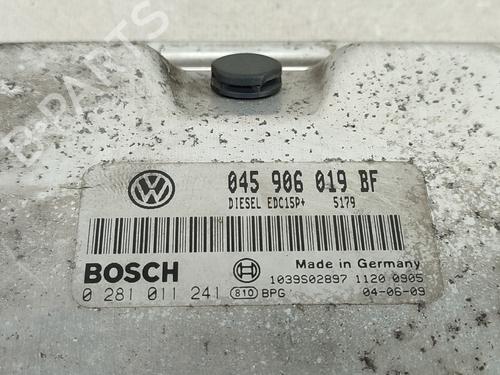 B-PARTS
045 906 019 BF
DIESEL EDC15P+ 5179
BOSCH
Made in Germany
1039S02897 1120 0905
0 281 011 241 810 BPG 04-06-09